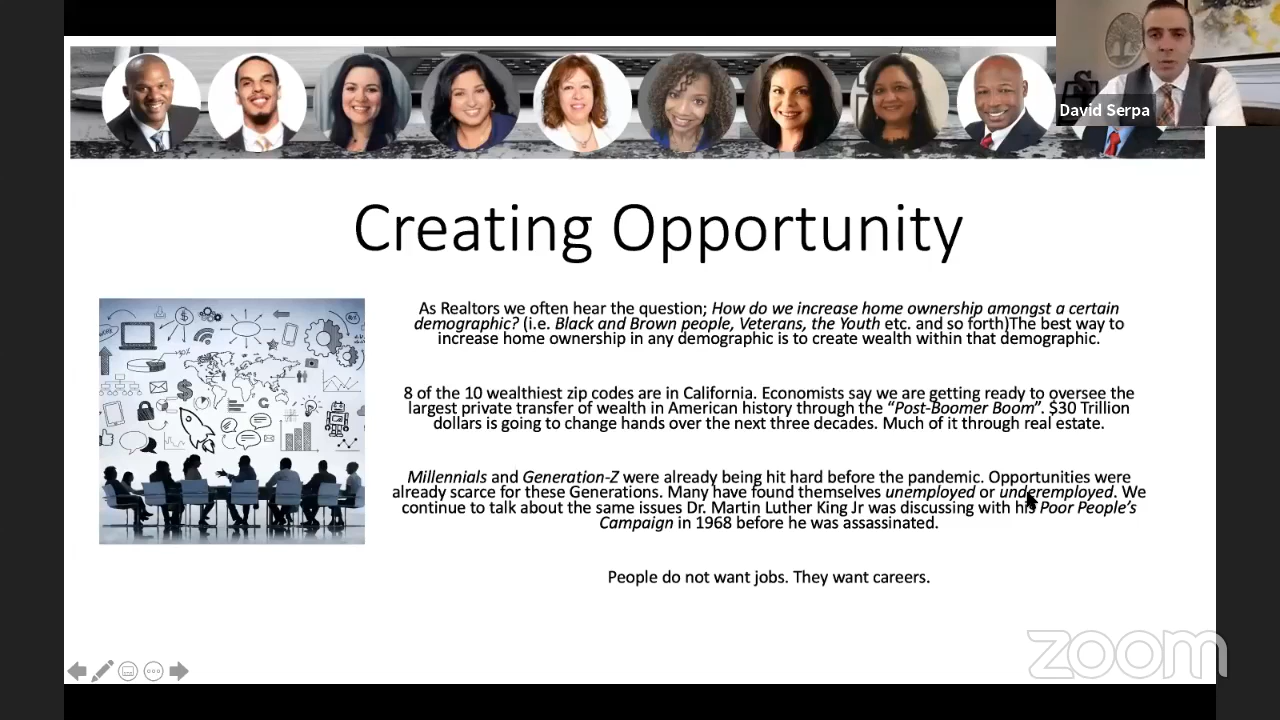 David Serpa
Creating Opportunity
As Realtors we often hear the question; How do we increase home ownership amongst a certain
demographic? (i.e. Black and Brown people, Veterans, the Youth etc. and so forth)The best way to
increase home ownership in any demographic is to create wealth within that demographic.
8 of the 10 wealthiest zip codes are in California. Economists say we are getting ready to oversee the
largest private transfer of wealth in American history through the “Post-Boomer Boom”. $30 Trillion
dollars is going to change hands over the next three decades. Much of it through real estate.
Millennials and Generation-Z were already being hit hard before the pandemic. Opportunities were
already scarce for these Generations. Many have found themselves unemployed or underemployed. We
continue to talk about the same issues Dr. Martin Luther King Jr was discussing with his Poor People’s
Campaign in 1968 before he was assassinated.
People do not want jobs. They want careers.
zoom